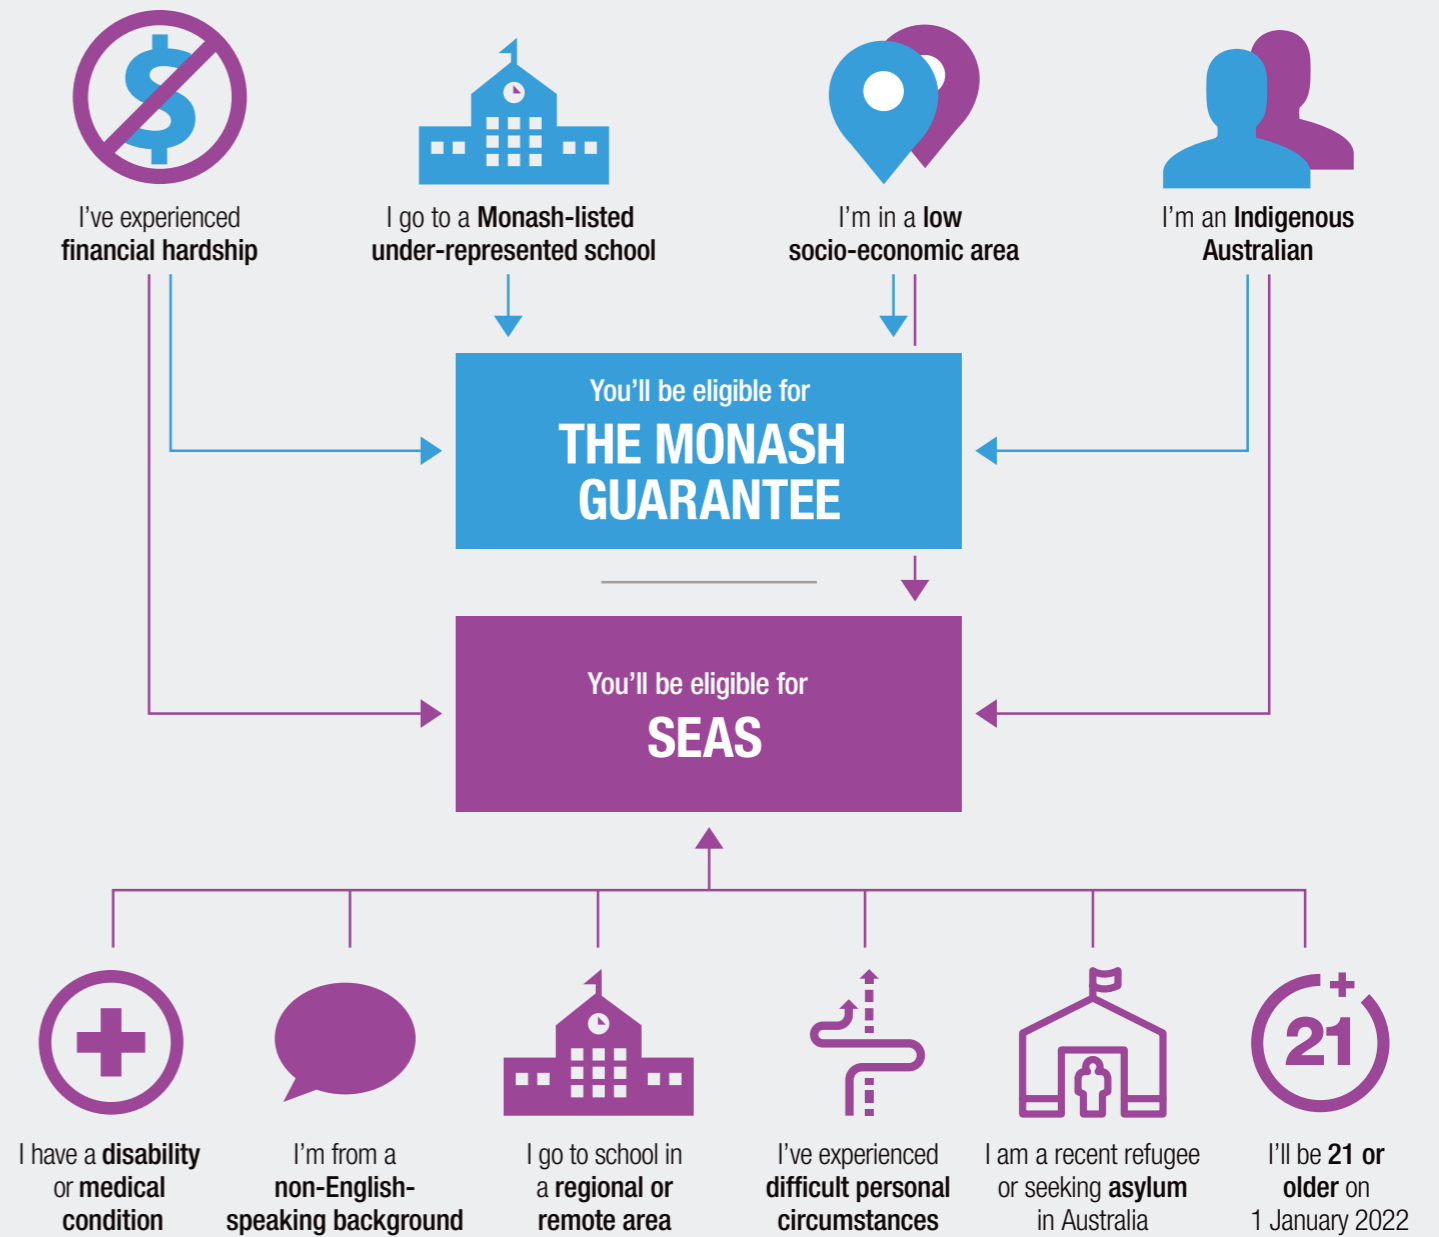 I've experienced
financial hardship
I go to a Monash-listed
under-represented school
I'm in a low
socio-economic area
I'm an Indigenous
Australian
You'll be eligible for
THE MONASH
GUARANTEE
You'll be eligible for
SEAS
I have a disability
or medical
condition
I'm from a
non-English-
speaking background
I go to school in
a regional or
remote area
I've experienced
difficult personal
circumstances
I am a recent refugee
or seeking asylum
in Australia
21+
I'll be 21 or
older on
1 January 2022